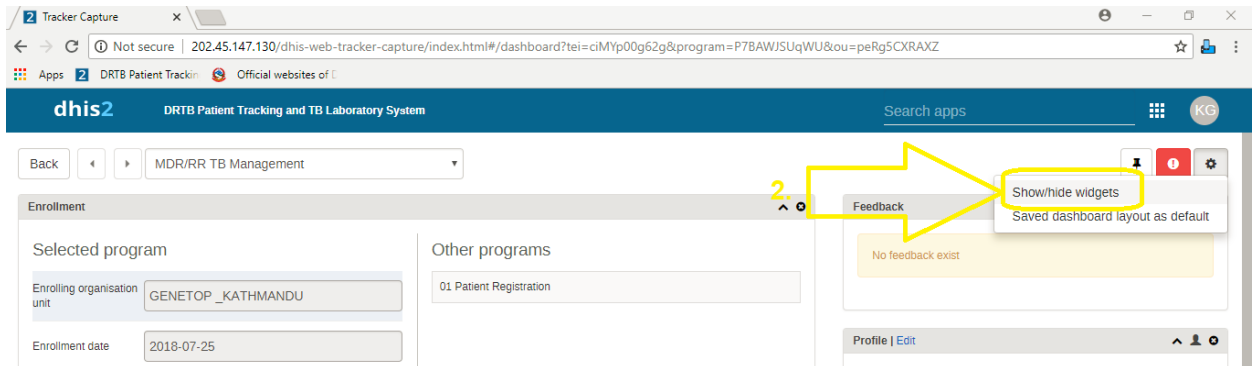 2 Tracker Capture
Not secure | 202.45.147.130/dhis-web-tracker-capture/index.html#/dashboard?tei=ciMYp00g62g&program=P7BAWJSUqWU&ou=peRg5CXRAXZ
Apps 2 DRTB Patient Trackin Official websites of D
dhis2 DRTB Patient Tracking and TB Laboratory System Search apps KG
Back MDR/RR TB Management
2. Show/hide widgets
Enrollment Feedback
Saved dashboard layout as default
Selected program Other programs
No feedback exist
Enrolling organisation
unit
GENETOP _KATHMANDU
01 Patient Registration
Enrollment date 2018-07-25
Profile | Edit